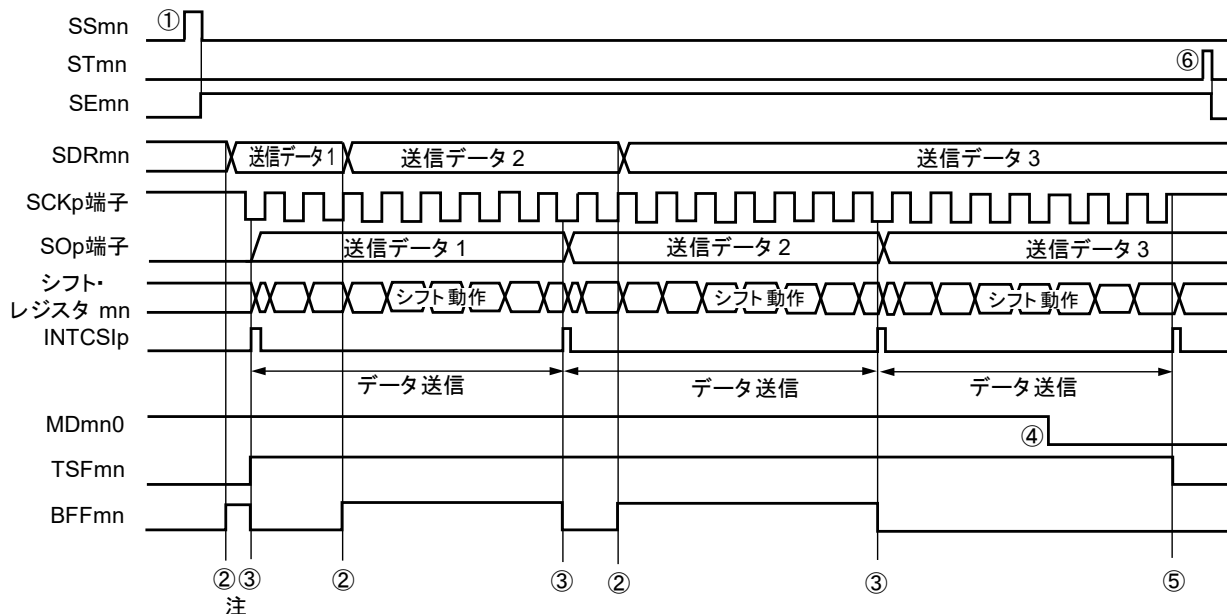 SSmn ①
STmn ⑥
SEmn
SDRmn 送信データ1 送信データ2 送信データ3
SCKp端子
SOp端子 送信データ1 送信データ2 送信データ3
シフト・
レジスタ mn シフト動作 シフト動作 シフト動作
INTCSIp
データ送信 データ送信 データ送信
MDmn0 ④
TSFmn
BFFmn
② ③ ② ③ ② ③ ⑤
注